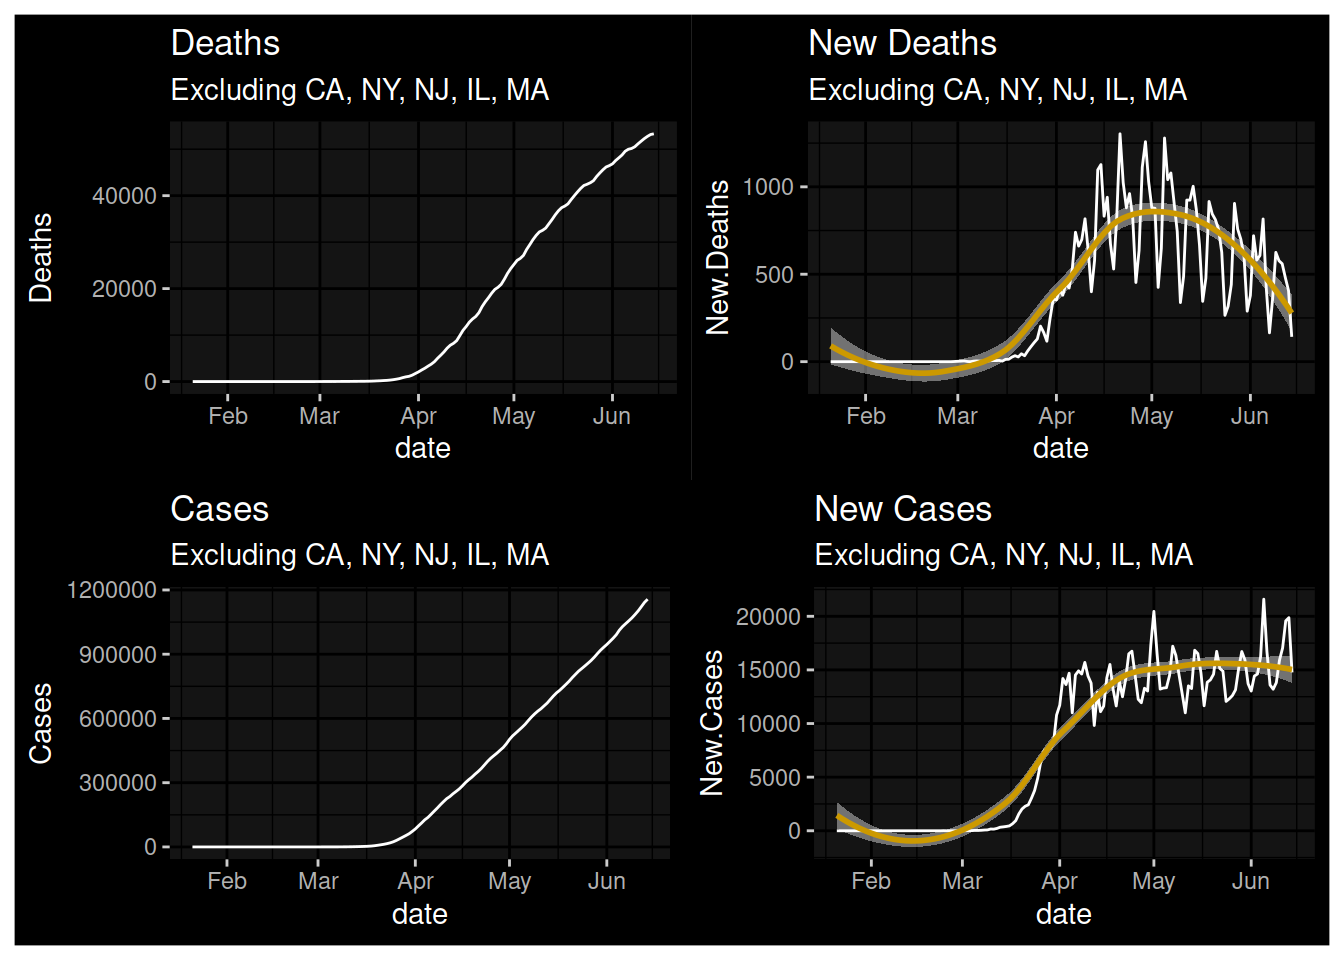 Deaths
Excluding CA, NY, NJ, IL, MA
Deaths
40000
20000
0
Feb Mar Apr May Jun
date
New Deaths
Excluding CA, NY, NJ, IL, MA
New.Deaths
1000
500
0
Feb Mar Apr May Jun
date
Cases
Excluding CA, NY, NJ, IL, MA
Cases
1200000
900000
600000
300000
0
Feb Mar Apr May Jun
date
New Cases
Excluding CA, NY, NJ, IL, MA
New.Cases
20000
15000
10000
5000
0
Feb Mar Apr May Jun
date